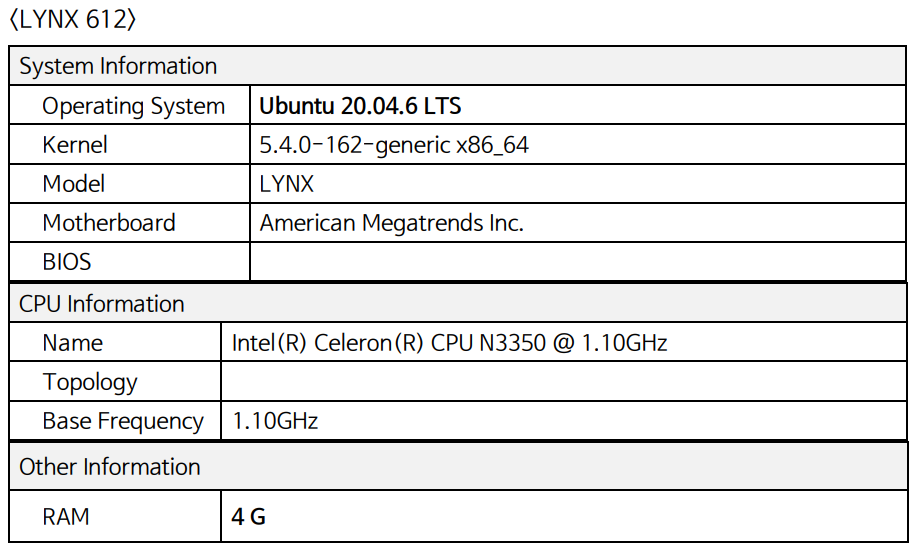 〈LYNX 612〉
System Information
Operating System Ubuntu 20.04.6 LTS
Kernel 5.4.0-162-generic x86_64
Model LYNX
Motherboard American Megatrends Inc.
BIOS
CPU Information
Name Intel(R) Celeron(R) CPU N3350 @ 1.10GHz
Topology
Base Frequency 1.10GHz
Other Information
RAM 4 G